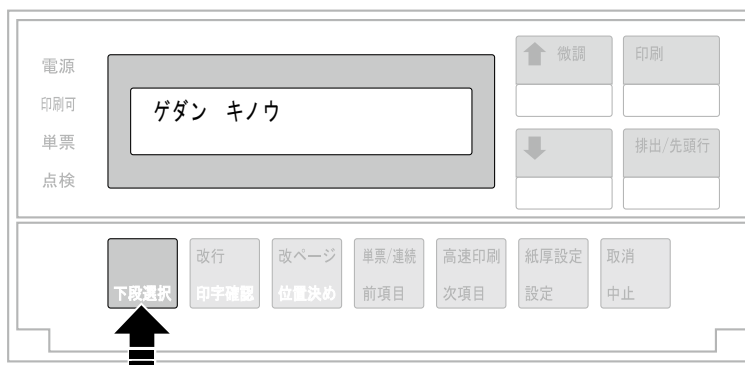 電源
印刷可
単票
点検
ゲダン キノウ
微調
印刷
排出/先頭行
改行
改ページ
単票/連続
高速印刷
紙厚設定
取消
下段選択
印字確認
位置決め
前項目
次項目
設定
中止